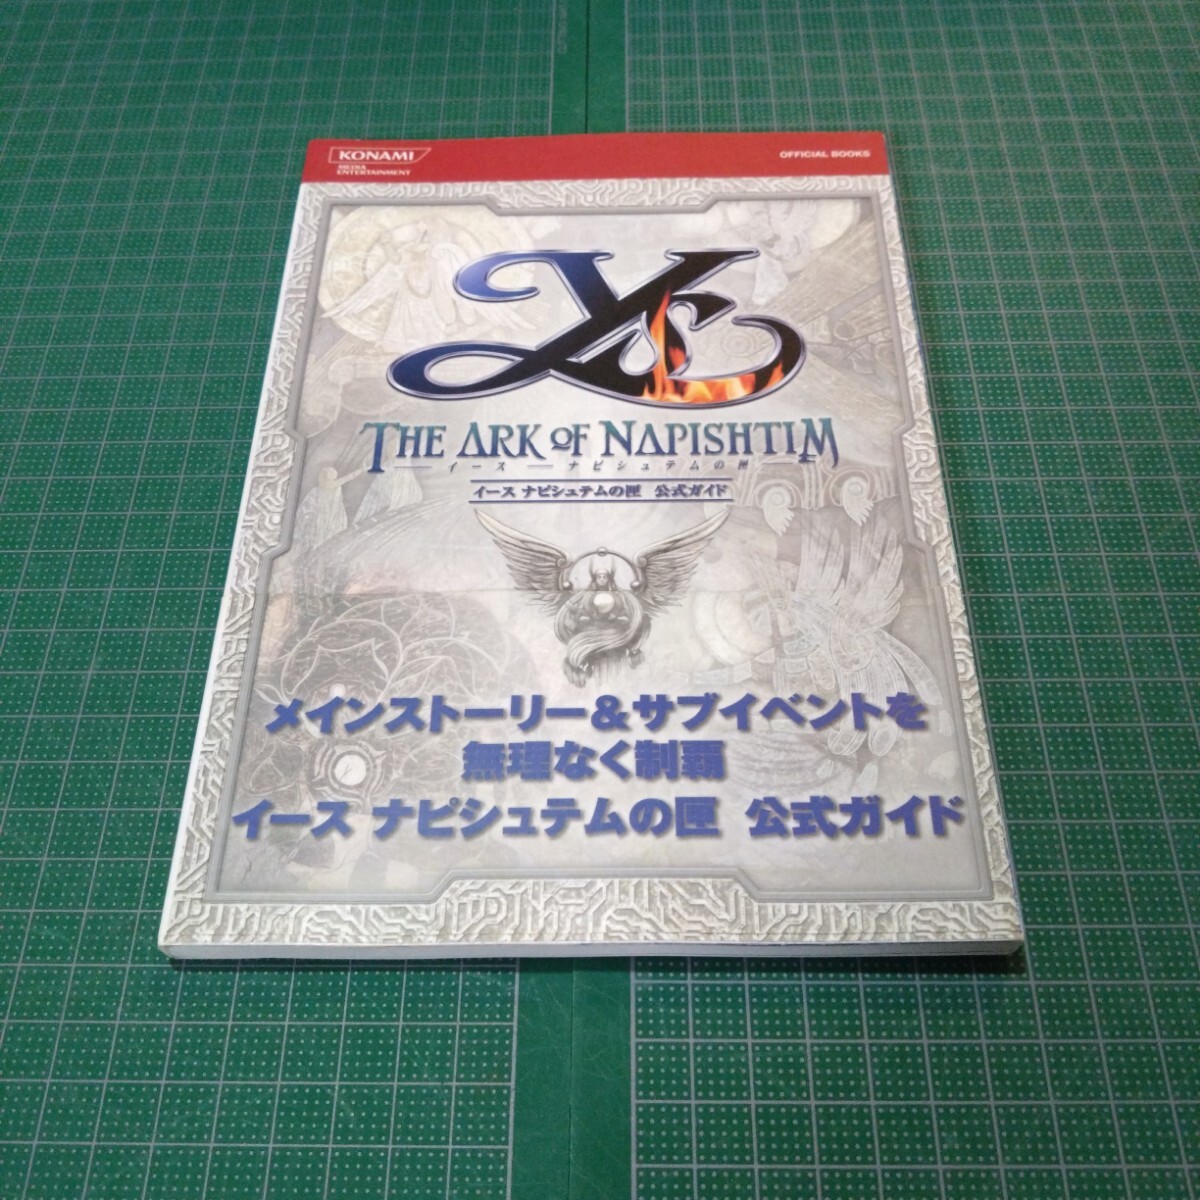 KONAMI
MEDIA
ENTERTAINMENT
OFFICIAL BOOKS
Ys
THE ARK OF NAPISHTIM
イース ー ナピシュテムの匣
イース ナピシュテムの匣 公式ガイド
メインストーリー&サブイベントを
無理なく制覇
イース ナピシュテムの匣 公式ガイド